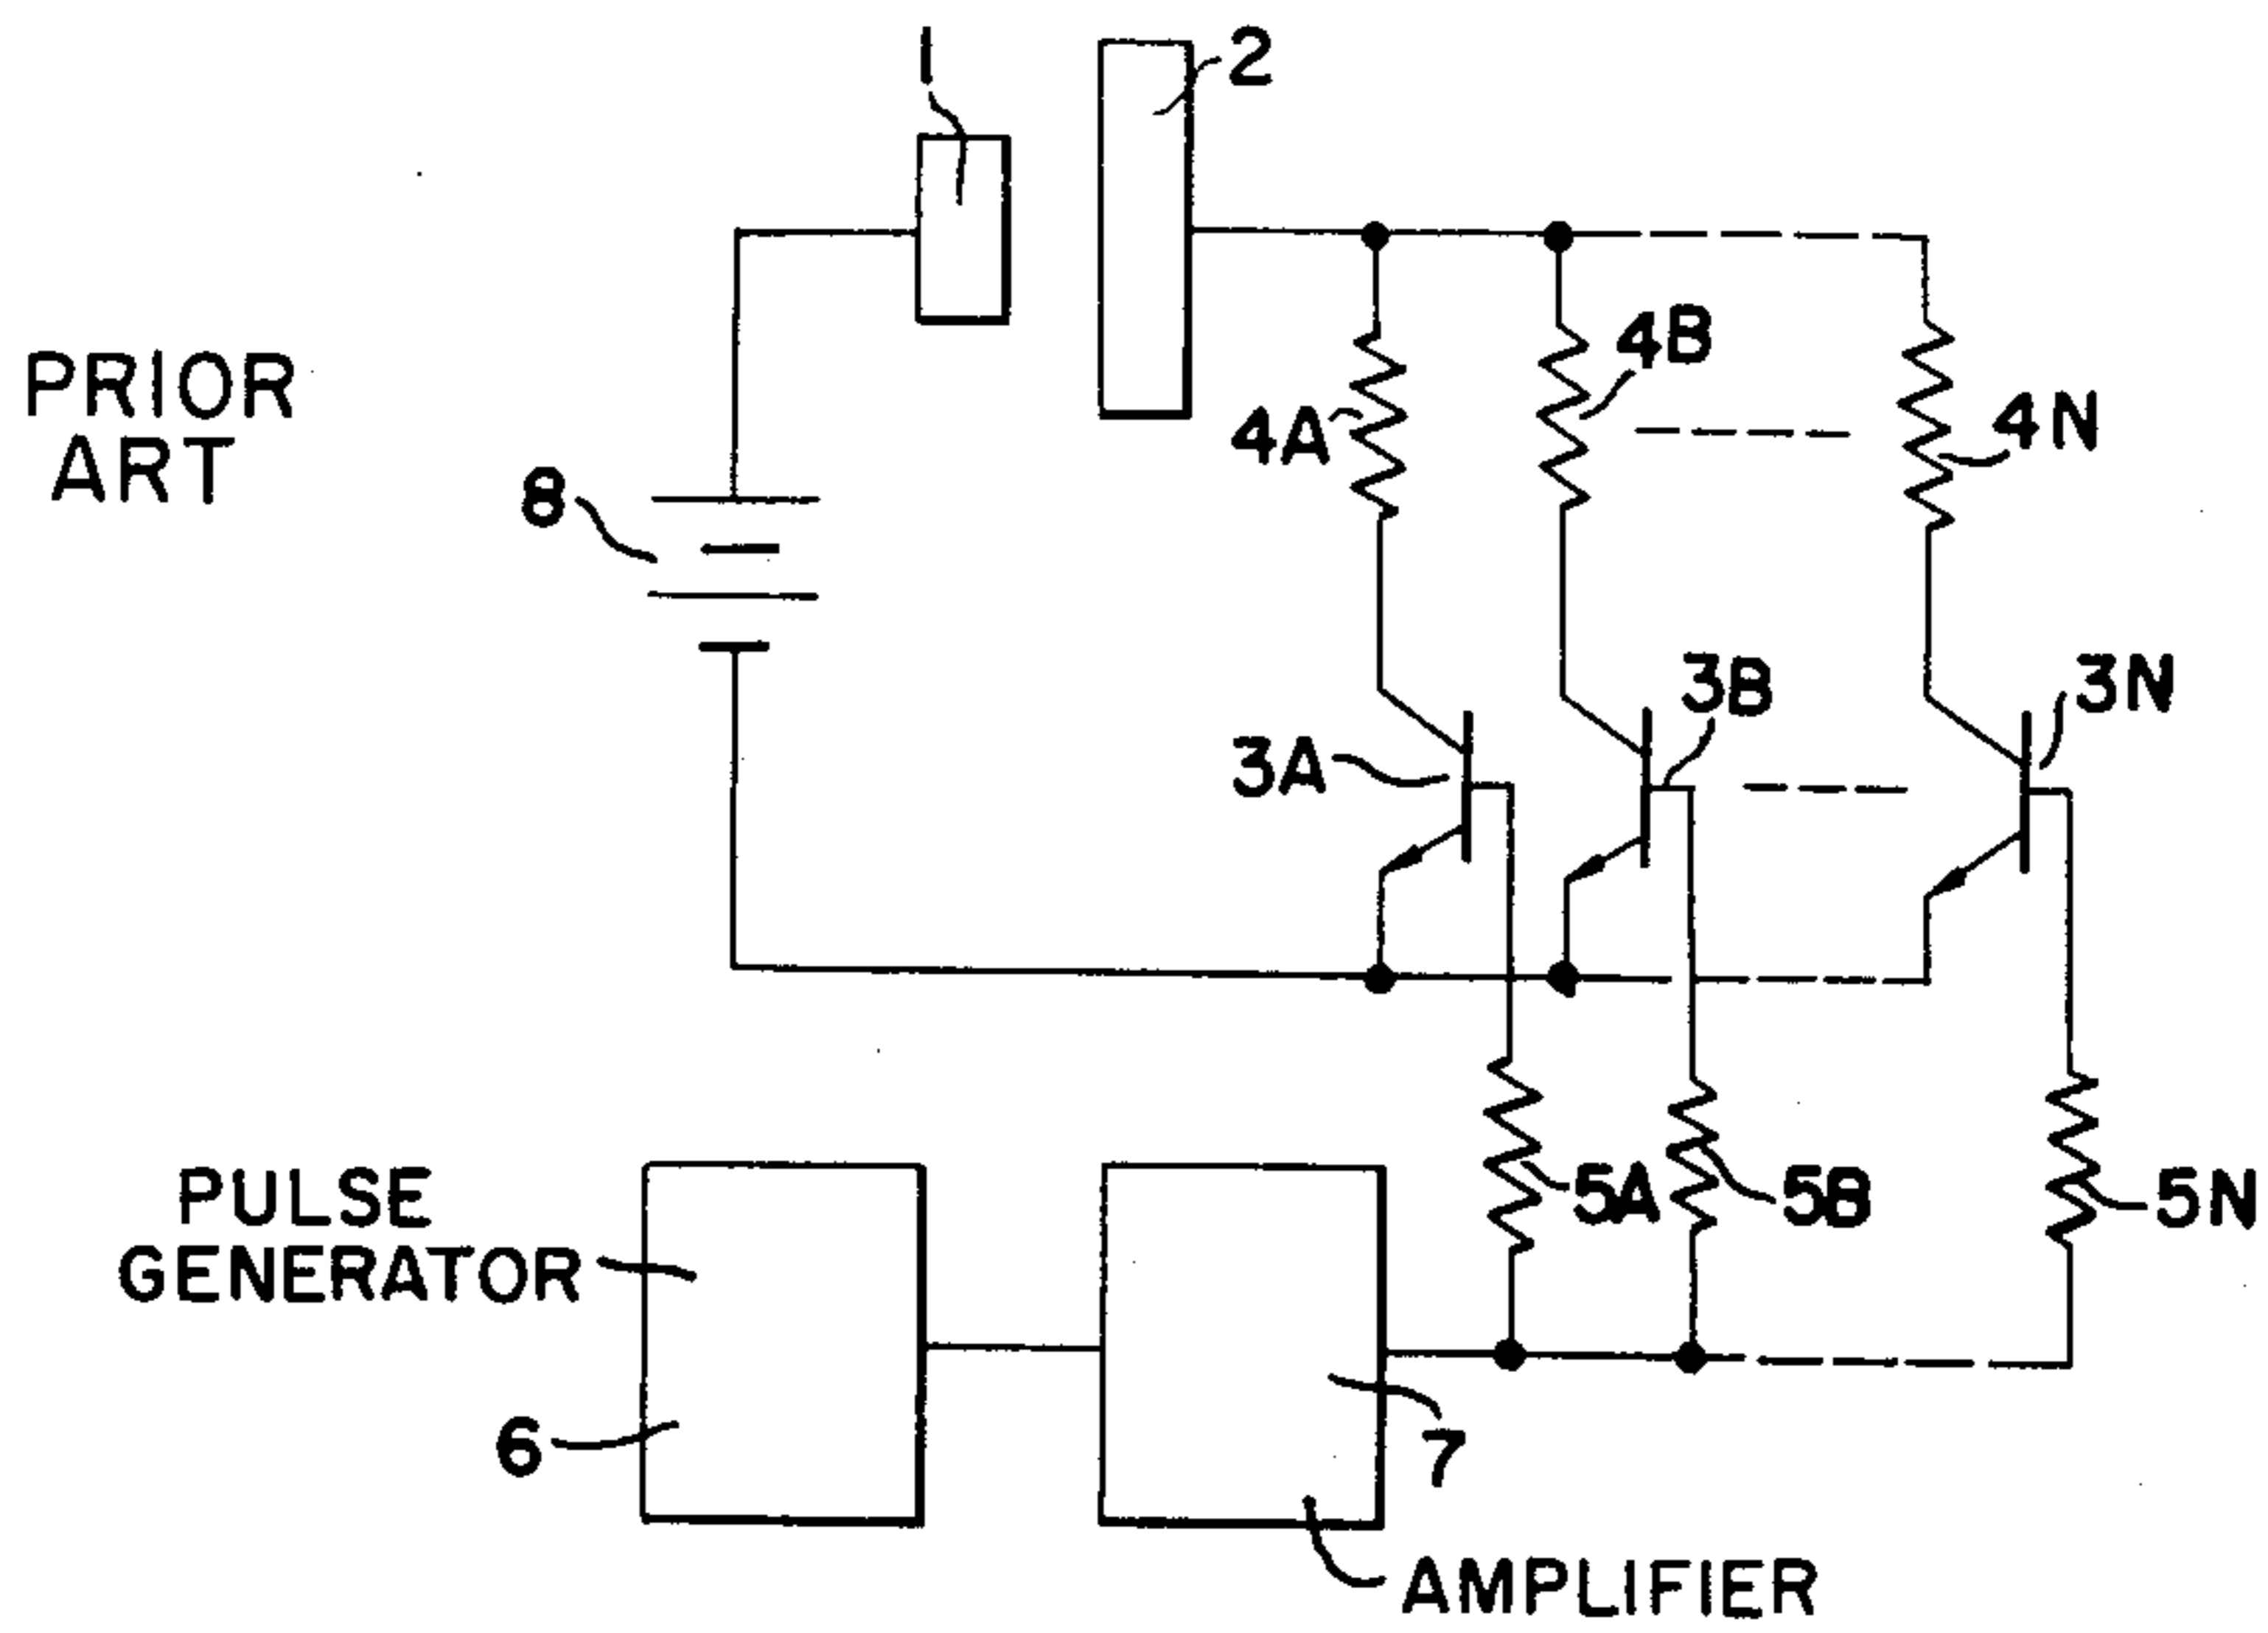 1
2
PRIOR
ART
4B
4A
4N
8
3B
3N
3A
PULSE
GENERATOR
5A
5B
5N
6
7
AMPLIFIER